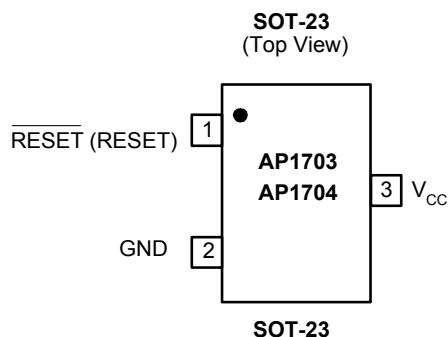 SOT-23
(Top View)
RESET (RESET)
1
AP1703
AP1704
3
VCC
GND
2
SOT-23